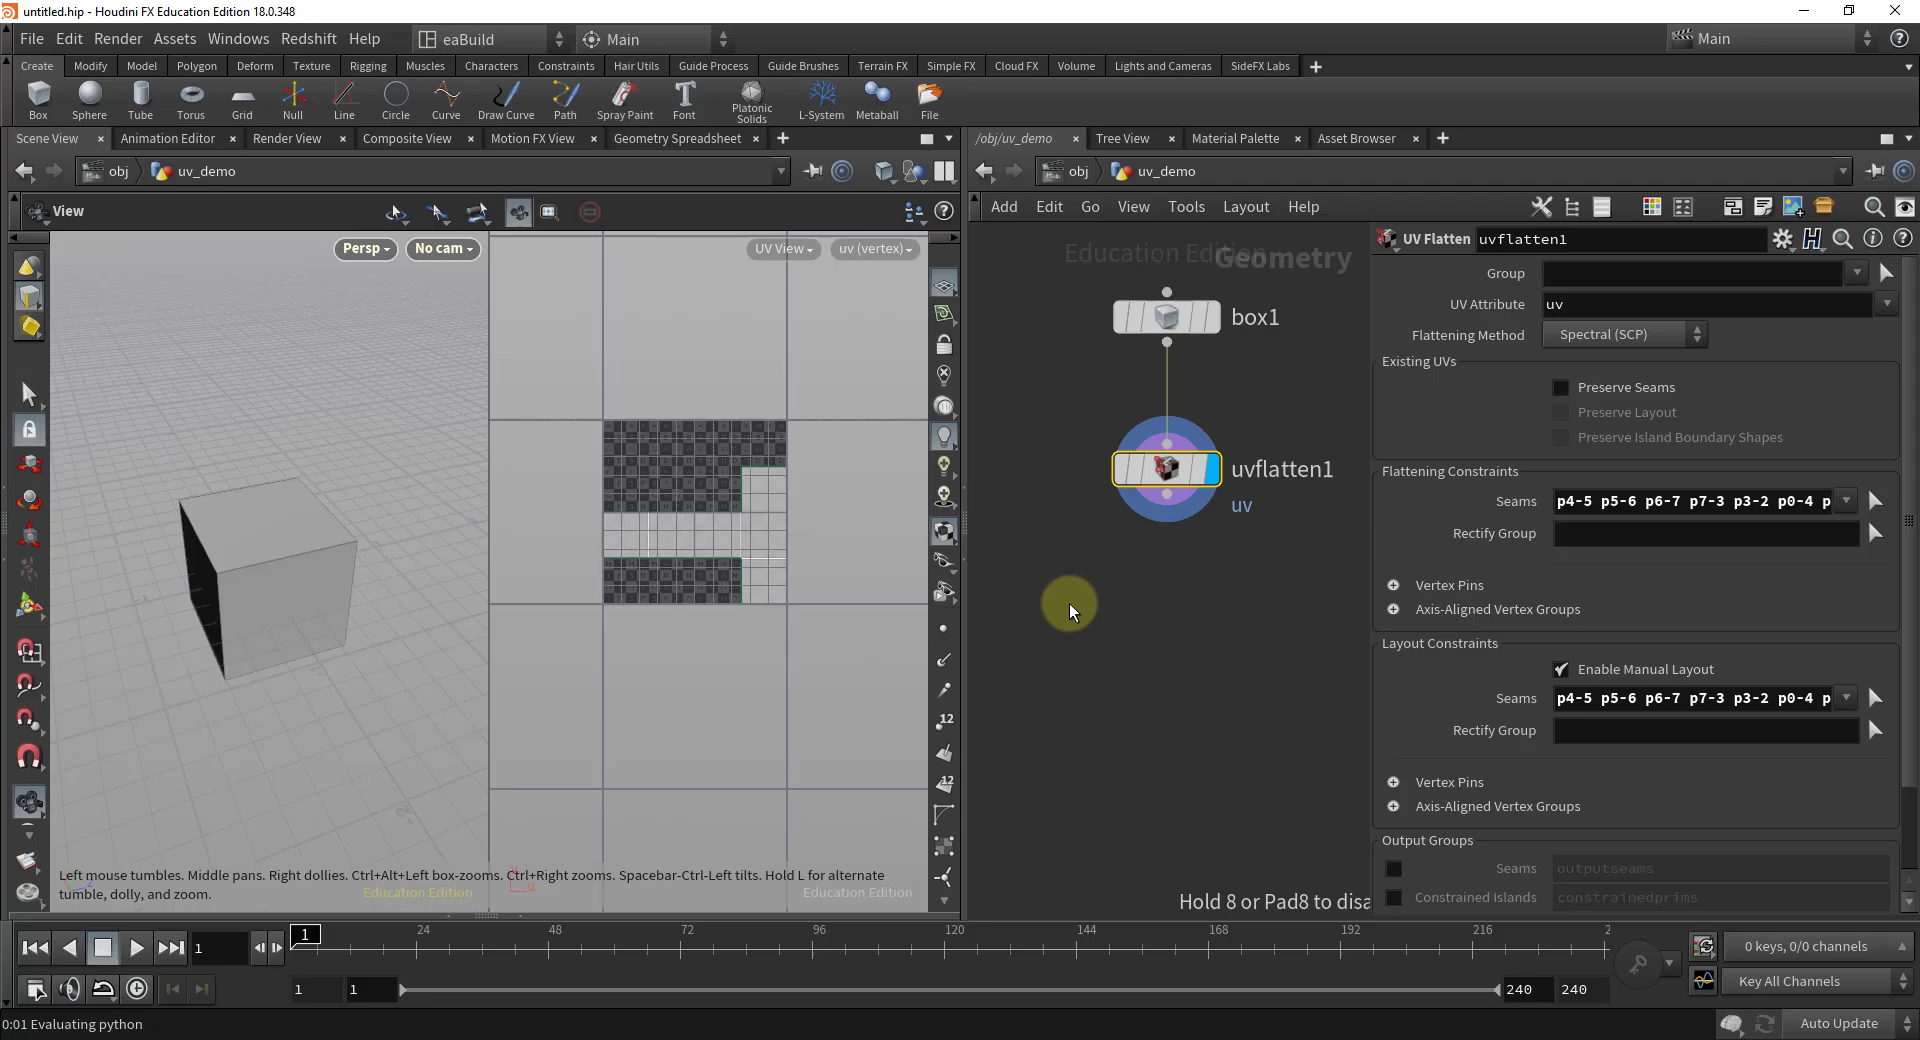 untitled.hip - Houdini FX Education Edition 18.0.348
File Edit Render Assets Windows Redshift Help eaBuild Main Main
Create Modify Model Polygon Deform Texture Rigging Muscles Characters Constraints Hair Utils Guide Process Guide Brushes Terrain FX Simple FX Cloud FX Volume Lights and Cameras SideFX Labs
Box Sphere Tube Torus Grid Null Line Circle Curve Draw Curve Path Spray Paint Font Platonic Solids L-System Metaball File
Scene View Animation Editor Render View Composite View Motion FX View Geometry Spreadsheet
obj uv_demo
View
Persp No cam
UV View uv (vertex)
12
12
Left mouse tumbles. Middle pans. Right dollies. Ctrl+Alt+Left box-zooms. Ctrl+Right zooms. Spacebar-Ctrl-Left tilts. Hold L for alternate
tumble, dolly, and zoom.
Education Edition
Education Edition
/obj/uv_demo Tree View Material Palette Asset Browser
obj uv_demo
Add Edit Go View Tools Layout Help
Education Edition
Geometry
box1
uvflatten1
uv
Hold 8 or Pad8 to disa
UV Flatten uvflatten1
Group
UV Attribute uv
Flattening Method Spectral (SCP)
Existing UVs
Preserve Seams
Preserve Layout
Preserve Island Boundary Shapes
Flattening Constraints
Seams p4-5 p5-6 p6-7 p7-3 p3-2 p0-4 p
Rectify Group
Vertex Pins
Axis-Aligned Vertex Groups
Layout Constraints
Enable Manual Layout
Seams p4-5 p5-6 p6-7 p7-3 p3-2 p0-4 p
Rectify Group
Vertex Pins
Axis-Aligned Vertex Groups
Output Groups
Seams outputseams
Constrained Islands constrainedprims
1 1 24 48 72 96 120 144 168 192 216 2
0 keys, 0/0 channels
1 1 240 240
Key All Channels
0:01 Evaluating python
Auto Update